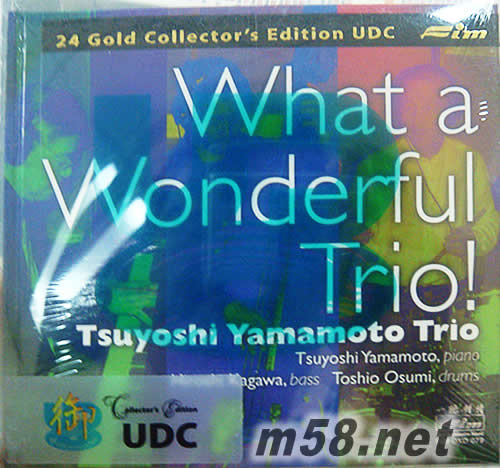 24 Gold Collector's Edition UDC
Fim
What a
Wonderful
Trio!
Tsuyoshi Yamamoto Trio
Tsuyoshi Yamamoto, piano
bass Toshio Osumi, drums
御
Collector's Edition
UDC
m58.net